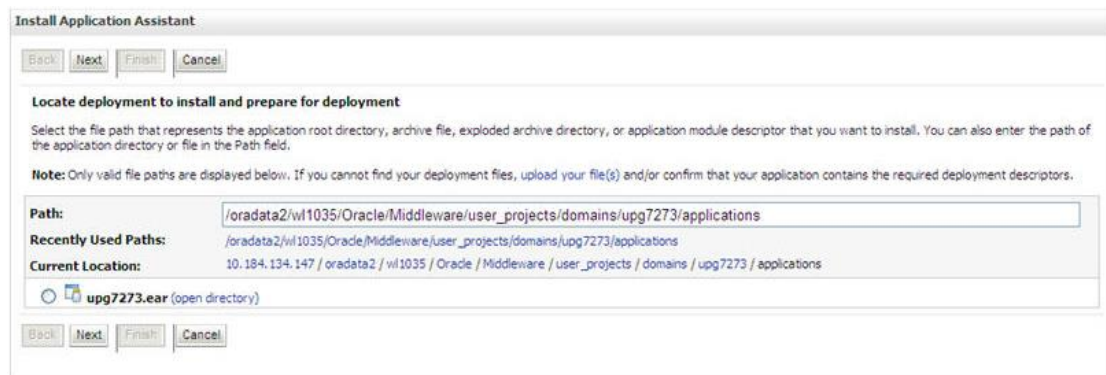 Install Application Assistant
Back Next Finish Cancel
Locate deployment to install and prepare for deployment
Select the file path that represents the application root directory, archive file, exploded archive directory, or application module descriptor that you want to install. You can also enter the path of
the application directory or file in the Path field.
Note: Only valid file paths are displayed below. If you cannot find your deployment files, upload your file(s) and/or confirm that your application contains the required deployment descriptors.
Path: /oradata2/wl1035/Oracle/Middleware/user_projects/domains/upg7273/applications
Recently Used Paths: /oradata2/wl1035/Oracle/Middleware/user_projects/domains/upg7273/applications
Current Location: 10.184.134.147 / oradata2 / wl1035 / Oracle / Middleware / user_projects / domains / upg7273 / applications
upg7273.ear (open directory)
Back Next Finish Cancel